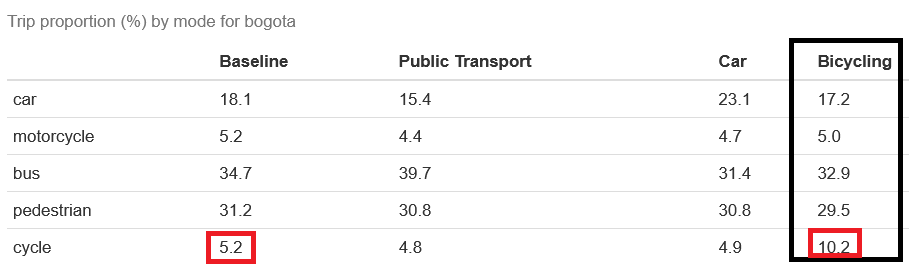 Trip proportion (%) by mode for bogota
Baseline Public Transport Car Bicycling
car 18.1 15.4 23.1 17.2
motorcycle 5.2 4.4 4.7 5.0
bus 34.7 39.7 31.4 32.9
pedestrian 31.2 30.8 30.8 29.5
cycle 5.2 4.8 4.9 10.2